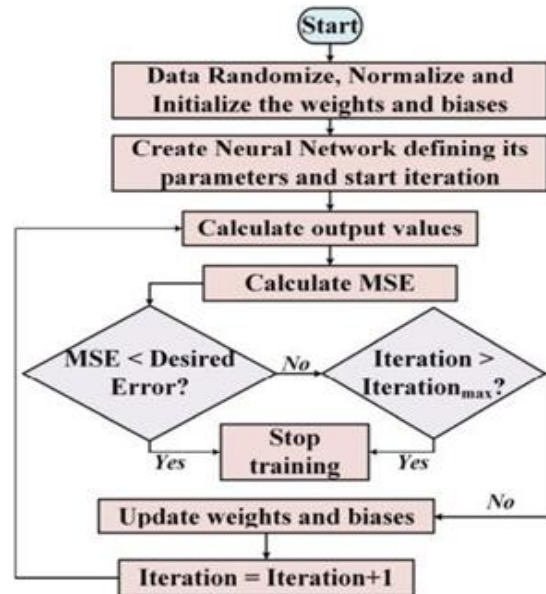 Start
Data Randomize, Normalize and
Initialize the weights and biases
Create Neural Network defining its
parameters and start iteration
Calculate output values
Calculate MSE
MSE < Desired
Error?
No
Iteration >
Iterationmax?
Yes
Stop
training
Yes
No
Update weights and biases
Iteration = Iteration+1